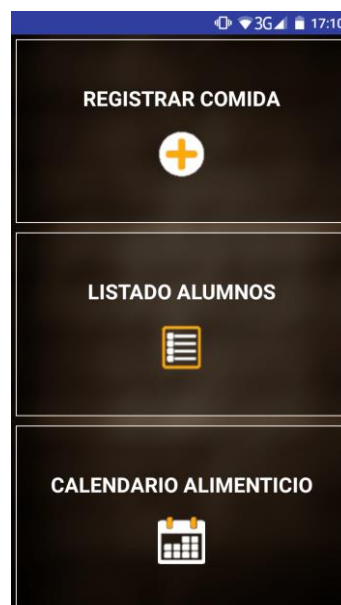 3G 17:10
REGISTRAR COMIDA
LISTADO ALUMNOS
CALENDARIO ALIMENTICIO